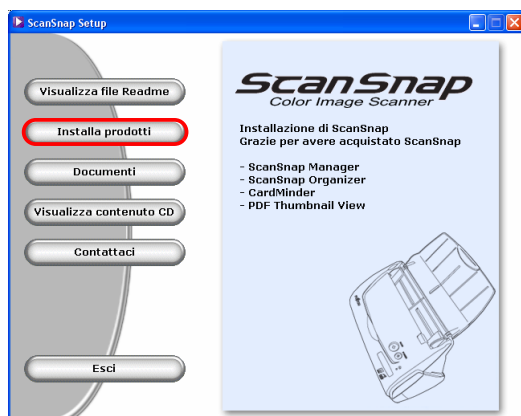 ScanSnap Setup
Visualizza file Readme
Installa prodotti
Documenti
Visualizza contenuto CD
Contattaci
Esci
ScanSnap
Color Image Scanner
Installazione di ScanSnap
Grazie per avere acquistato ScanSnap
- ScanSnap Manager
- ScanSnap Organizer
- CardMinder
- PDF Thumbnail View